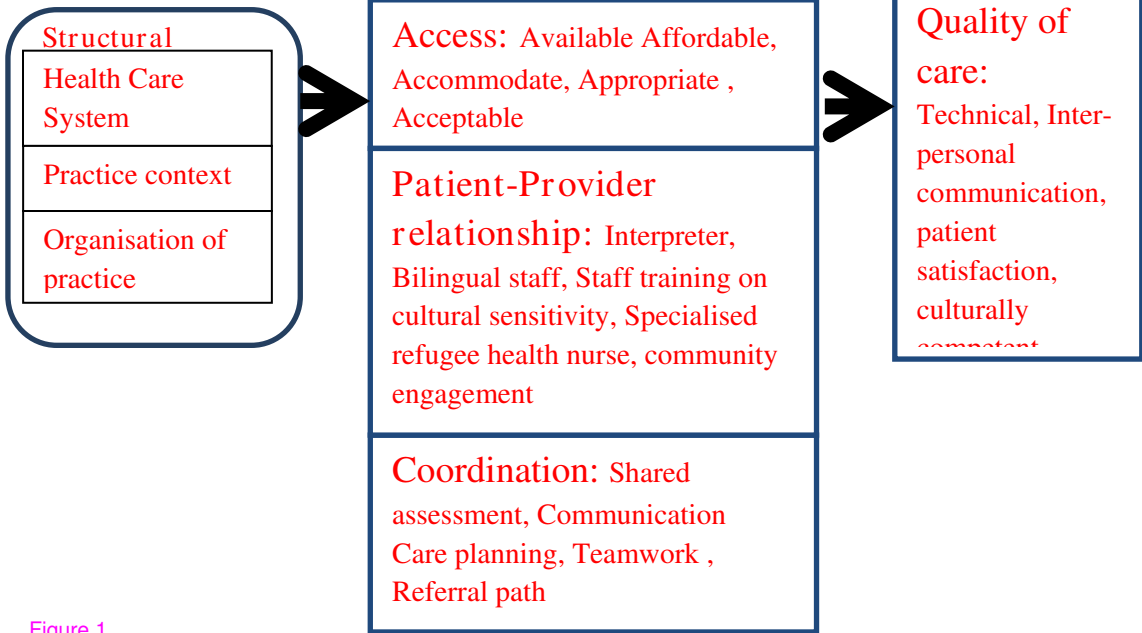 Structural
Health Care
System
Practice context
Organisation of
practice
Access: Available Affordable,
Accommodate, Appropriate ,
Acceptable
Patient-Provider
relationship: Interpreter,
Bilingual staff, Staff training on
cultural sensitivity, Specialised
refugee health nurse, community
engagement
Coordination: Shared
assessment, Communication
Care planning, Teamwork ,
Referral path
Quality of
care:
Technical, Inter-
personal
communication,
patient
satisfaction,
culturally
competent
Figure 1